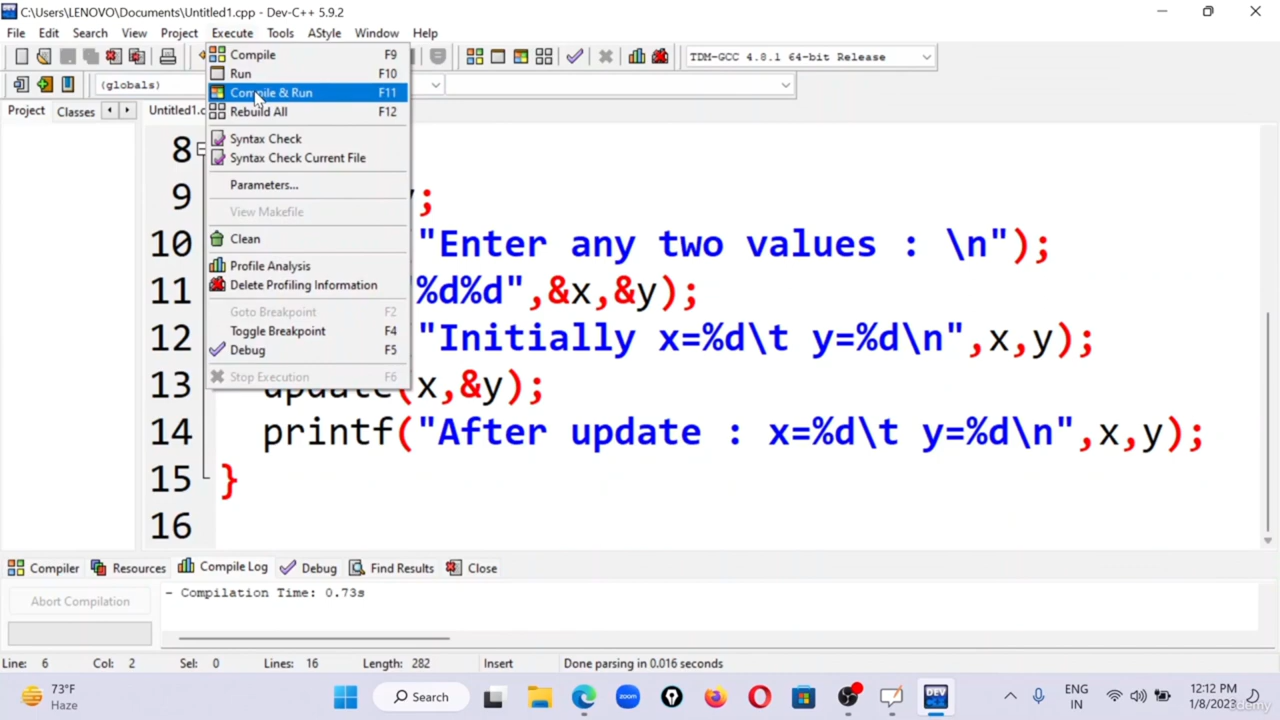 C:\Users\LENOVO\Documents\Untitled1.cpp - Dev-C++ 5.9.2
File Edit Search View Project Execute Tools AStyle Window Help
TDM-GCC 4.8.1 64-bit Release
(globals)
Project Classes Untitled1.c
Compile F9
Run F10
Compile & Run F11
Rebuild All F12
Syntax Check
Syntax Check Current File
Parameters...
View Makefile
Clean
Profile Analysis
Delete Profiling Information
Goto Breakpoint F2
Toggle Breakpoint F4
Debug F5
Stop Execution F6
8
9 ;
10 "Enter any two values : \n");
11 "%d%d",&x,&y);
12 "Initially x=%d\t y=%d\n",x,y);
13 update(x,&y);
14 printf("After update : x=%d\t y=%d\n",x,y);
15 }
16
Compiler Resources Compile Log Debug Find Results Close
Abort Compilation
- Compilation Time: 0.73s
Line: 6 Col: 2 Sel: 0 Lines: 16 Length: 282 Insert Done parsing in 0.016 seconds
73°F
Haze
Search
zoom
DEV
ENG
IN
12:12 PM
1/8/2023